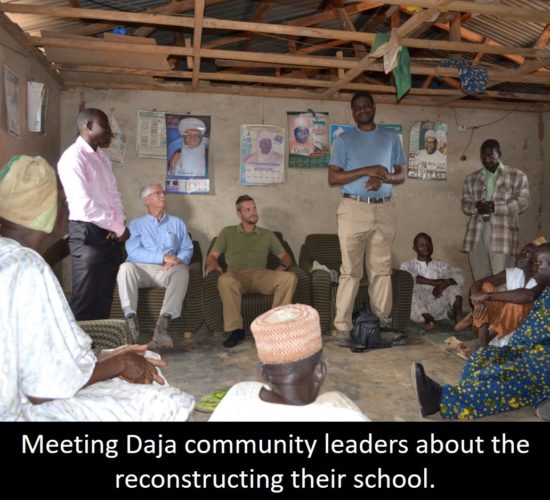 Meeting Daja community leaders about the
reconstructing their school.